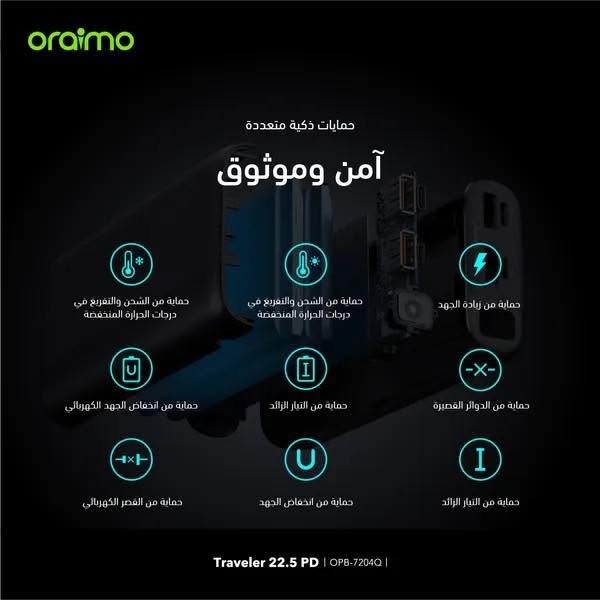 oraimo
حمايات ذكية متعددة
آمن وموثوق
حماية من زيادة الجهد
حماية من الشحن والتفريغ في
درجات الحرارة المنخفضة
حماية من الشحن والتفريغ في
درجات الحرارة المنخفضة
حماية من الدوائر القصيرة
حماية من التيار الزائد
حماية من انخفاض الجهد الكهربائي
حماية من التيار الزائد
حماية من انخفاض الجهد
حماية من القصر الكهربائي
Traveler 22.5 PD | OPB-7204Q |